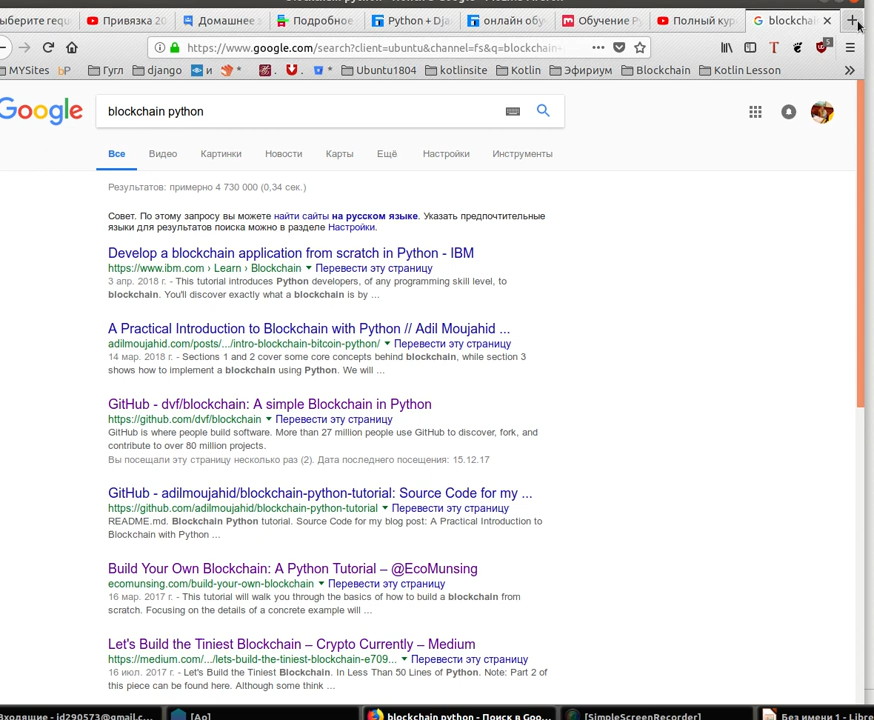 ыберите requ Привязка 20 Домашнее з Подробное Python + Dja онлайн обу Обучение Py Полный курс blockchain
https://www.google.com/search?client=ubuntu&channel=fs&q=blockchain- 5
MYSites bP Гугл django и Ubuntu1804 kotlinsite Kotlin Эфириум Blockchain Kotlin Lesson
Google blockchain python
Все Видео Картинки Новости Карты Ещё Настройки Инструменты
Результатов: примерно 4 730 000 (0,34 сек.)
Совет. По этому запросу вы можете найти сайты на русском языке. Указать предпочтительные
языки для результатов поиска можно в разделе Настройки.
Develop a blockchain application from scratch in Python - IBM
https://www.ibm.com › Learn › Blockchain ▼ Перевести эту страницу
3 апр. 2018 г. - This tutorial introduces Python developers, of any programming skill level, to
blockchain. You'll discover exactly what a blockchain is by ...
A Practical Introduction to Blockchain with Python // Adil Moujahid ...
adilmoujahid.com/posts/.../intro-blockchain-bitcoin-python/ ▼ Перевести эту страницу
14 мар. 2018 г. - Sections 1 and 2 cover some core concepts behind blockchain, while section 3
shows how to implement a blockchain using Python. We will ...
GitHub - dvf/blockchain: A simple Blockchain in Python
https://github.com/dvf/blockchain ▼ Перевести эту страницу
GitHub is where people build software. More than 27 million people use GitHub to discover, fork, and
contribute to over 80 million projects.
Вы посещали эту страницу несколько раз (2). Дата последнего посещения: 15.12.17
GitHub - adilmoujahid/blockchain-python-tutorial: Source Code for my ...
https://github.com/adilmoujahid/blockchain-python-tutorial ▼ Перевести эту страницу
README.md. Blockchain Python tutorial. Source Code for my blog post: A Practical Introduction to
Blockchain with Python ...
Build Your Own Blockchain: A Python Tutorial – @EcoMunsing
ecomunsing.com/build-your-own-blockchain ▼ Перевести эту страницу
16 мар. 2017 г. - This tutorial will walk you through the basics of how to build a blockchain from
scratch. Focusing on the details of a concrete example will ...
Let's Build the Tiniest Blockchain – Crypto Currently – Medium
https://medium.com/.../lets-build-the-tiniest-blockchain-e709... ▼ Перевести эту страницу
16 июл. 2017 г. - Let's Build the Tiniest Blockchain. In Less Than 50 Lines of Python. Note: Part 2 of
this piece can be found here. Although some think ...
Входящие - id290573@gmail.c... [Ao] blockchain python - Поиск в Goo... [SimpleScreenRecorder] Без имени 1 - Libre